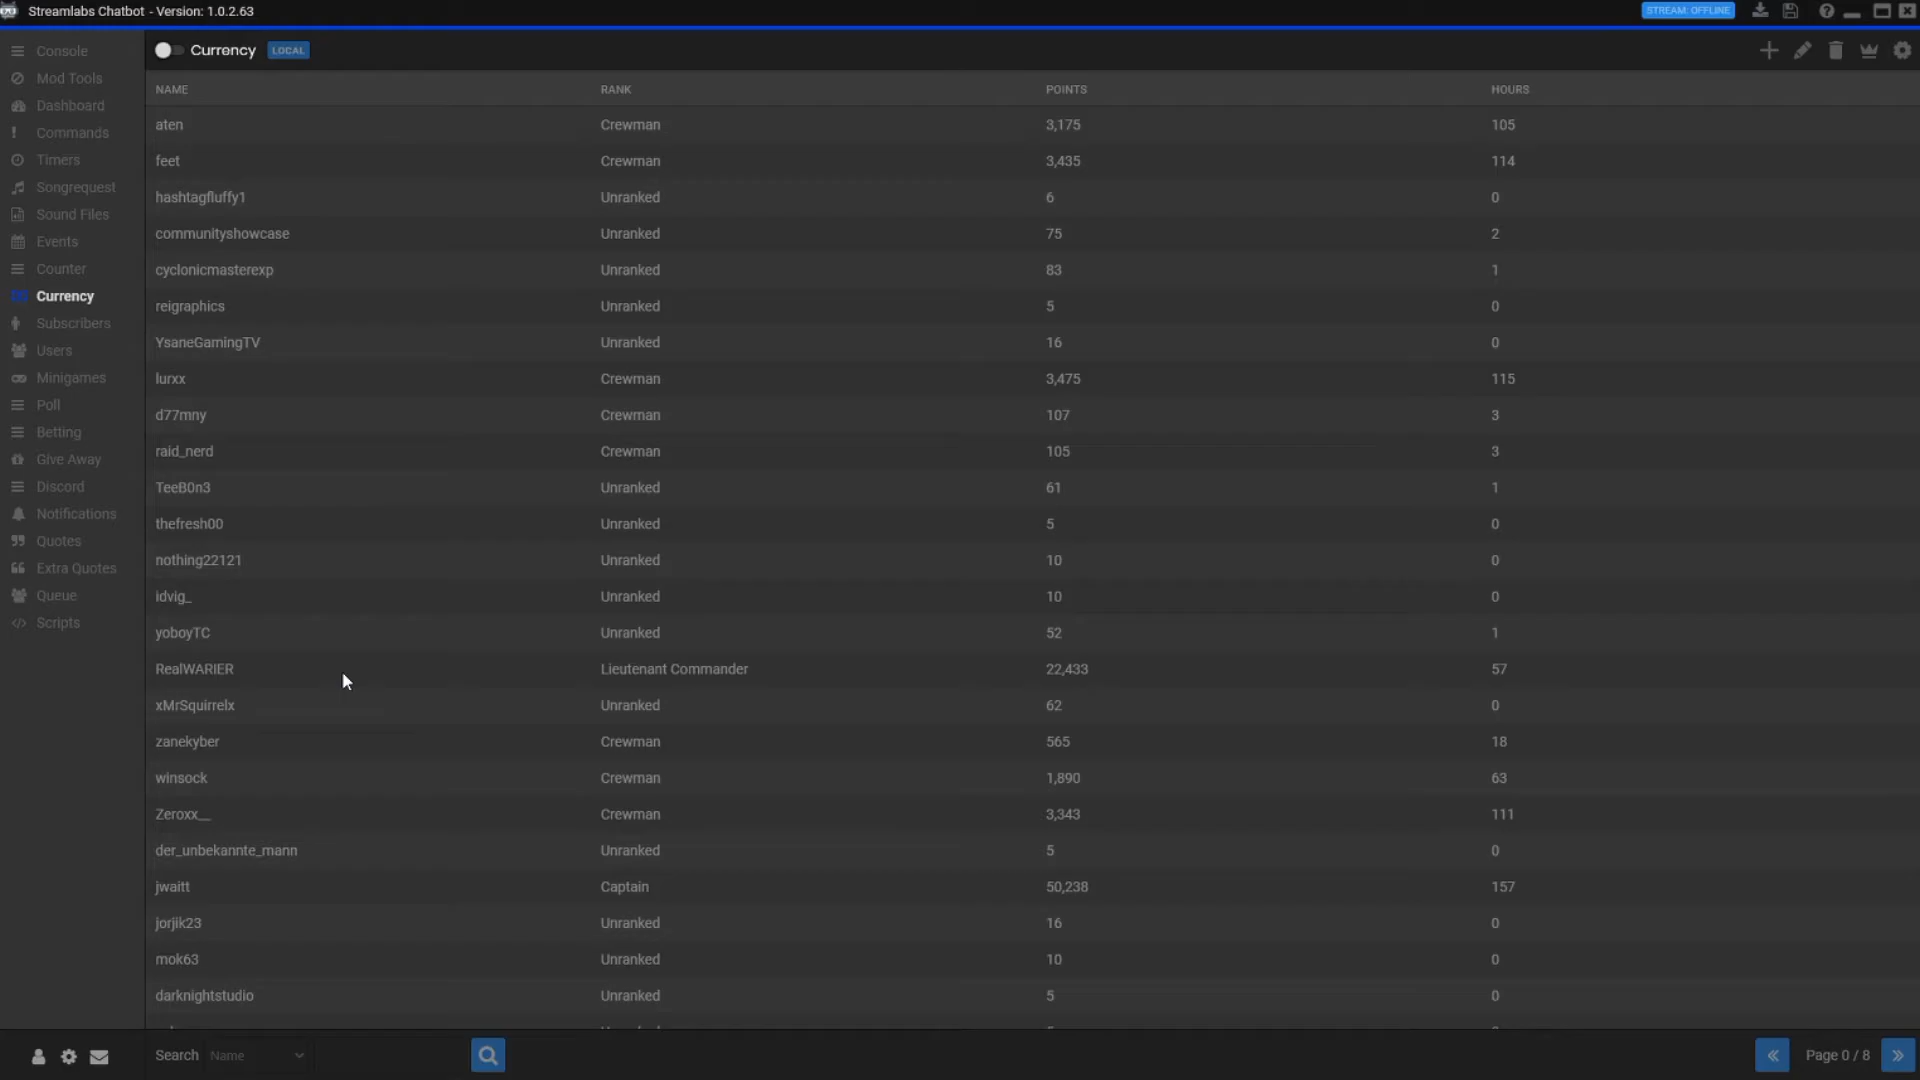 Streamlabs Chatbot - Version: 1.0.2.63
STREAM: OFFLINE
Console
Mod Tools
Dashboard
Commands
Timers
Songrequest
Sound Files
Events
Counter
Currency
Subscribers
Users
Minigames
Poll
Betting
Give Away
Discord
Notifications
Quotes
Extra Quotes
Queue
Scripts
Currency LOCAL
NAME RANK POINTS HOURS
aten Crewman 3,175 105
feet Crewman 3,435 114
hashtagfluffy1 Unranked 6 0
communityshowcase Unranked 75 2
cyclonicmasterexp Unranked 83 1
reigraphics Unranked 5 0
YsaneGamingTV Unranked 16 0
lurxx Crewman 3,475 115
d77mny Crewman 107 3
raid_nerd Crewman 105 3
TeeB0n3 Unranked 61 1
thefresh00 Unranked 5 0
nothing22121 Unranked 10 0
idvig_ Unranked 10 0
yoboyTC Unranked 52 1
RealWARIER Lieutenant Commander 22,433 57
xMrSquirrelx Unranked 62 0
zanekyber Crewman 565 18
winsock Crewman 1,890 63
Zeroxx__ Crewman 3,343 111
der_unbekannte_mann Unranked 5 0
jwaitt Captain 50,238 157
jorjik23 Unranked 16 0
mok63 Unranked 10 0
darknightstudio Unranked 5 0
Search Name
Page 0 / 8